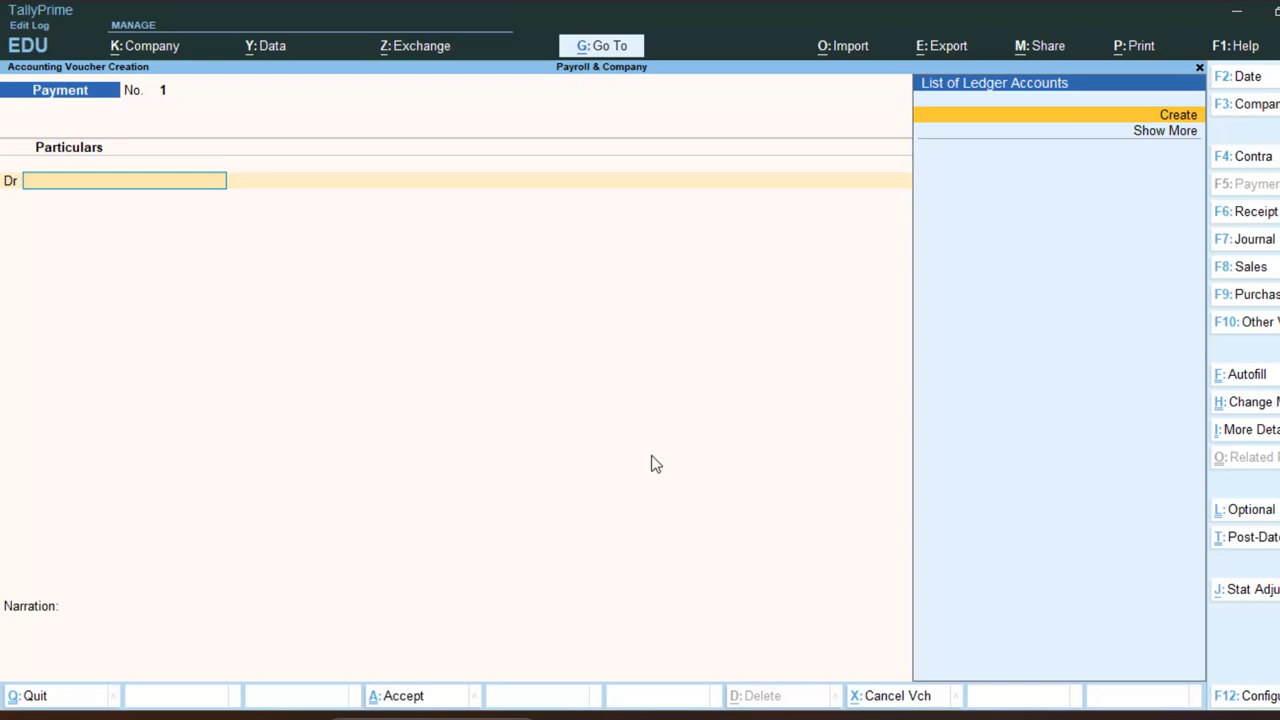 TallyPrime
Edit Log
EDU
MANAGE
K: Company
Y: Data
Z: Exchange
G: Go To
O: Import
E: Export
M: Share
P: Print
F1: Help
Accounting Voucher Creation
Payroll & Company
Payment No. 1
Particulars
Dr
Narration:
List of Ledger Accounts
Create
Show More
F2: Date
F3: Compan
F4: Contra
F5: Paymen
F6: Receipt
F7: Journal
F8: Sales
F9: Purchas
F10: Other V
F: Autofill
H: Change M
I: More Deta
O: Related R
L: Optional
T: Post-Date
J: Stat Adju
F12: Configu
Q: Quit
A: Accept
D: Delete
X: Cancel Vch